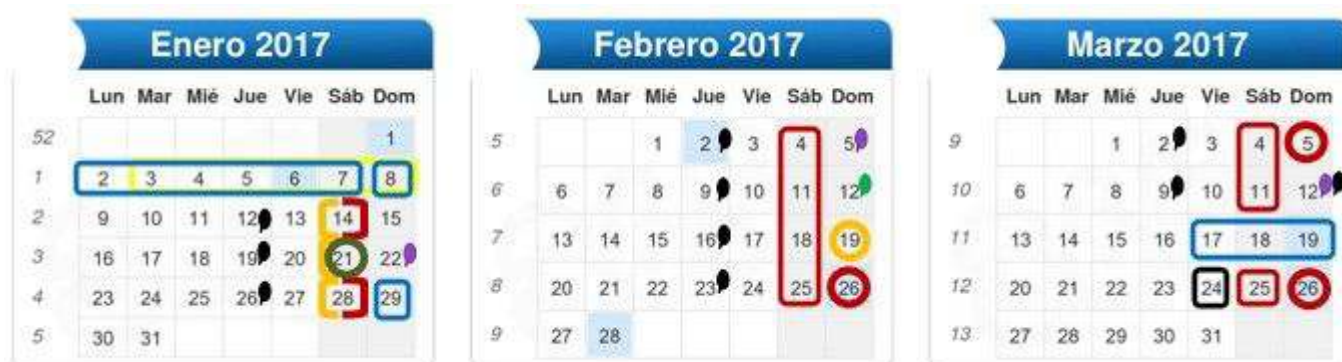 Enero 2017
Lun Mar Mié Jue Vie Sáb Dom
52 1
1 2 3 4 5 6 7 8
2 9 10 11 12 13 14 15
3 16 17 18 19 20 21 22
4 23 24 25 26 27 28 29
5 30 31
Febrero 2017
Lun Mar Mié Jue Vie Sáb Dom
5 1 2 3 4 5
6 6 7 8 9 10 11 12
7 13 14 15 16 17 18 19
8 20 21 22 23 24 25 26
9 27 28
Marzo 2017
Lun Mar Mié Jue Vie Sáb Dom
9 1 2 3 4 5
10 6 7 8 9 10 11 12
11 13 14 15 16 17 18 19
12 20 21 22 23 24 25 26
13 27 28 29 30 31